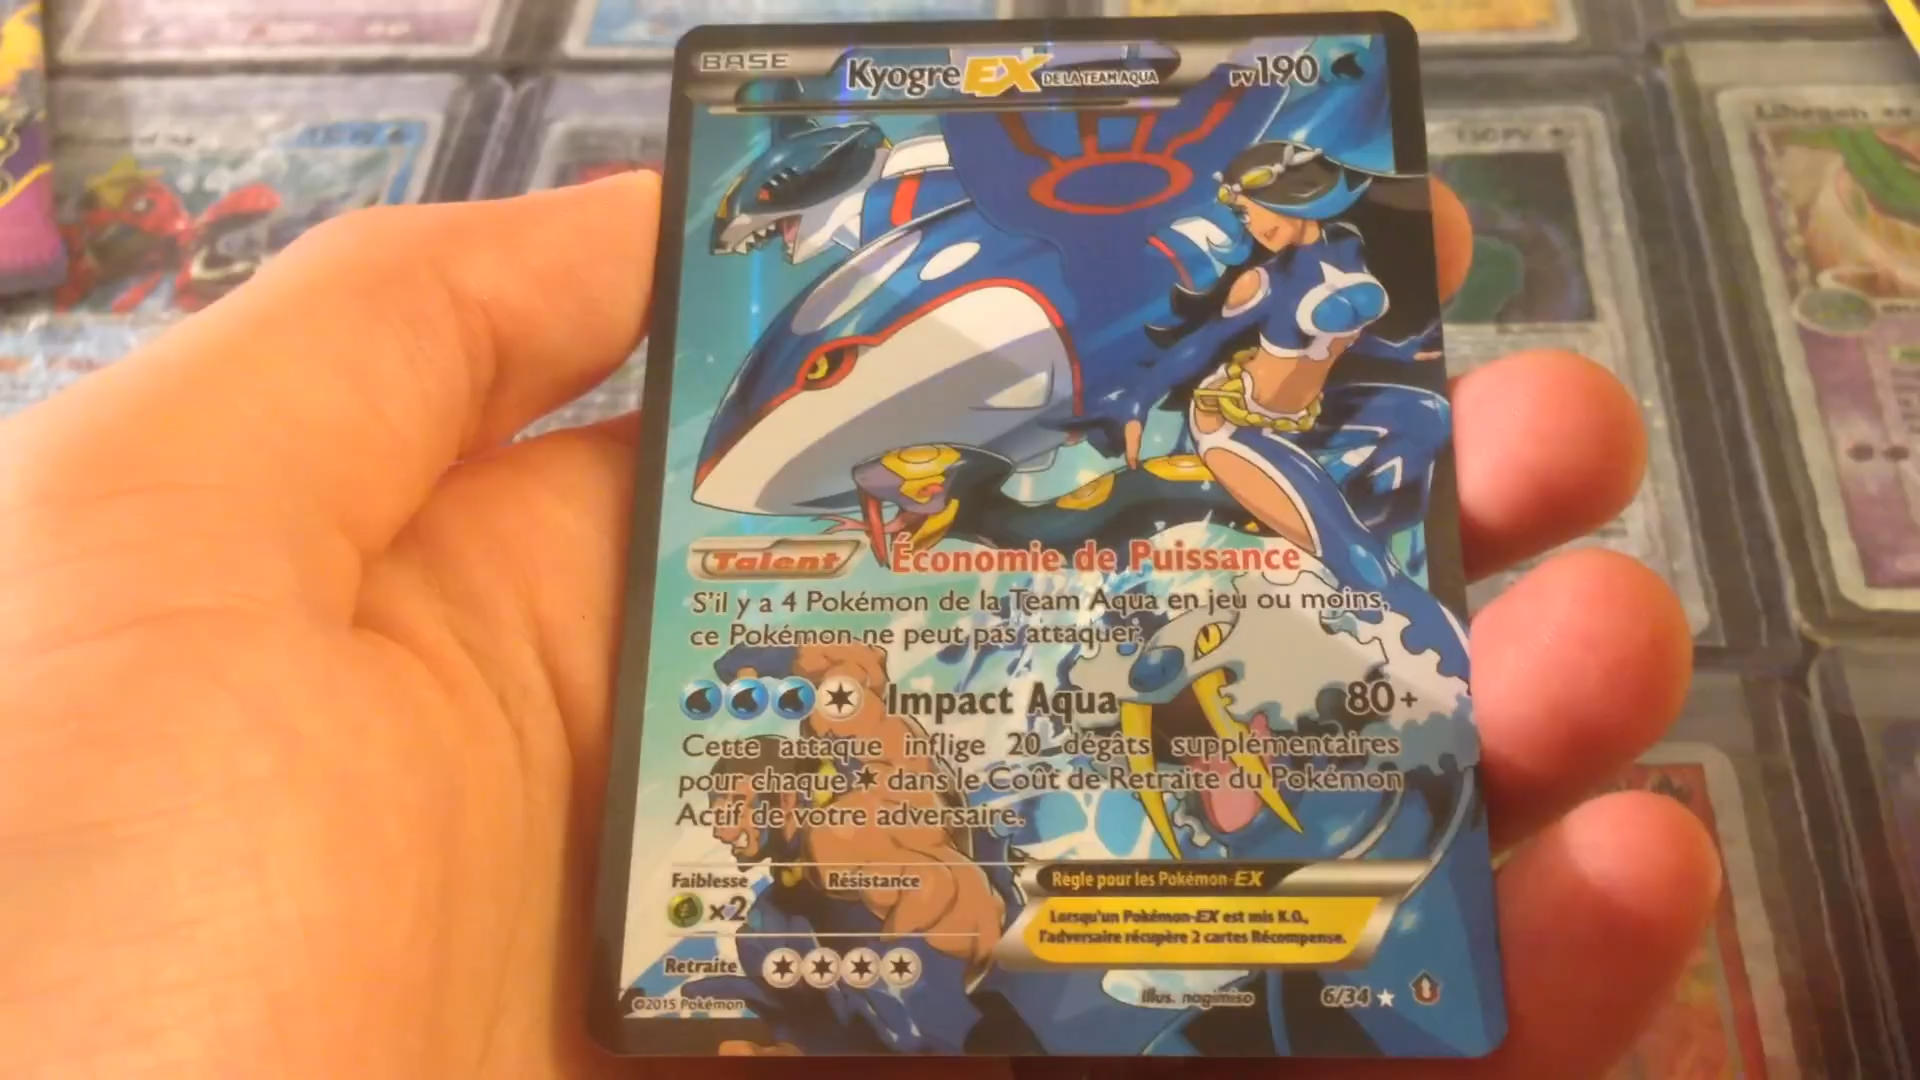 BASE
Kyogre EX DE LA TEAM AQUA
PV190
Talent Économie de Puissance
S'il y a 4 Pokémon de la Team Aqua en jeu ou moins,
ce Pokémon ne peut pas attaquer.
Impact Aqua 80+
Cette attaque inflige 20 dégâts supplémentaires
pour chaque dans le Coût de Retraite du Pokémon
Actif de votre adversaire.
Faiblesse Résistance
x2
Règle pour les Pokémon-EX
Lorsqu'un Pokémon-EX est mis K.O.,
l'adversaire récupère 2 cartes Récompense.
Retraite
©2015 Pokémon
Illus. nagimiso
6/34